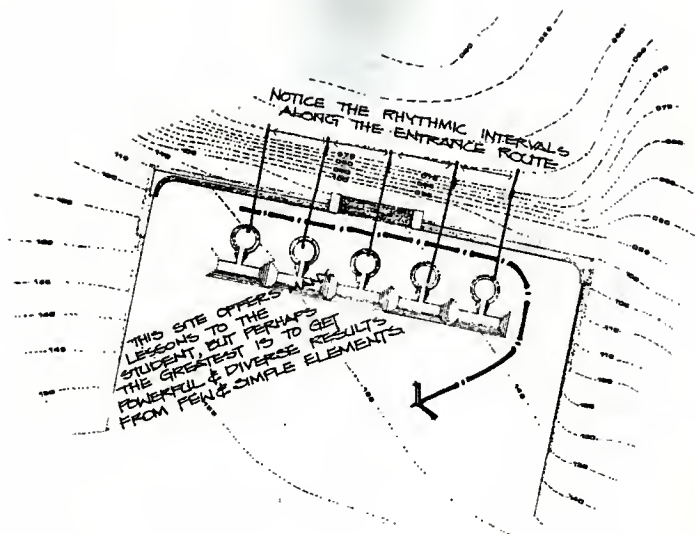 NOTICE THE RHYTHMIC INTERVALS
ALONG THE ENTRANCE ROUTE
THIS SITE OFFERS MANY
LESSONS TO THE
STUDENT, BUT PERHAPS
THE GREATEST IS TO GET
POWERFUL & DIVERSE RESULTS
FROM FEW & SIMPLE ELEMENTS.